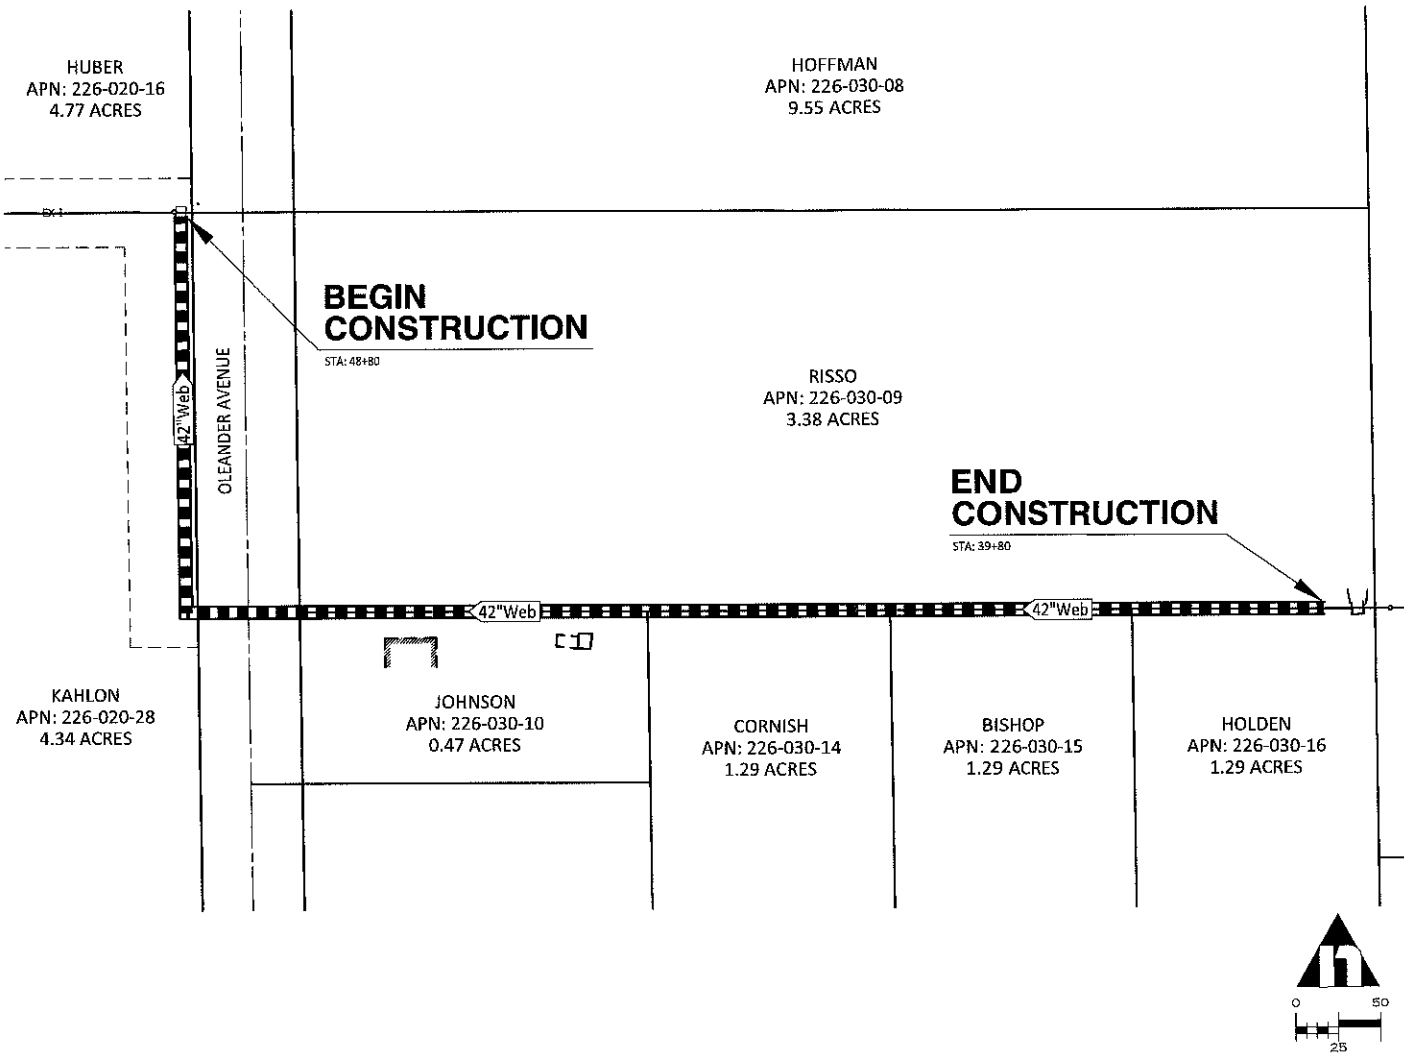 HUBER
APN: 226-020-16
4.77 ACRES
HOFFMAN
APN: 226-030-08
9.55 ACRES
BEGIN
CONSTRUCTION
STA: 48+80
42"Web
OLEANDER AVENUE
RISSO
APN: 226-030-09
3.38 ACRES
END
CONSTRUCTION
STA: 39+80
42"Web
42"Web
KAHLON
APN: 226-020-28
4.34 ACRES
JOHNSON
APN: 226-030-10
0.47 ACRES
CORNISH
APN: 226-030-14
1.29 ACRES
BISHOP
APN: 226-030-15
1.29 ACRES
HOLDEN
APN: 226-030-16
1.29 ACRES
n
0 50
25